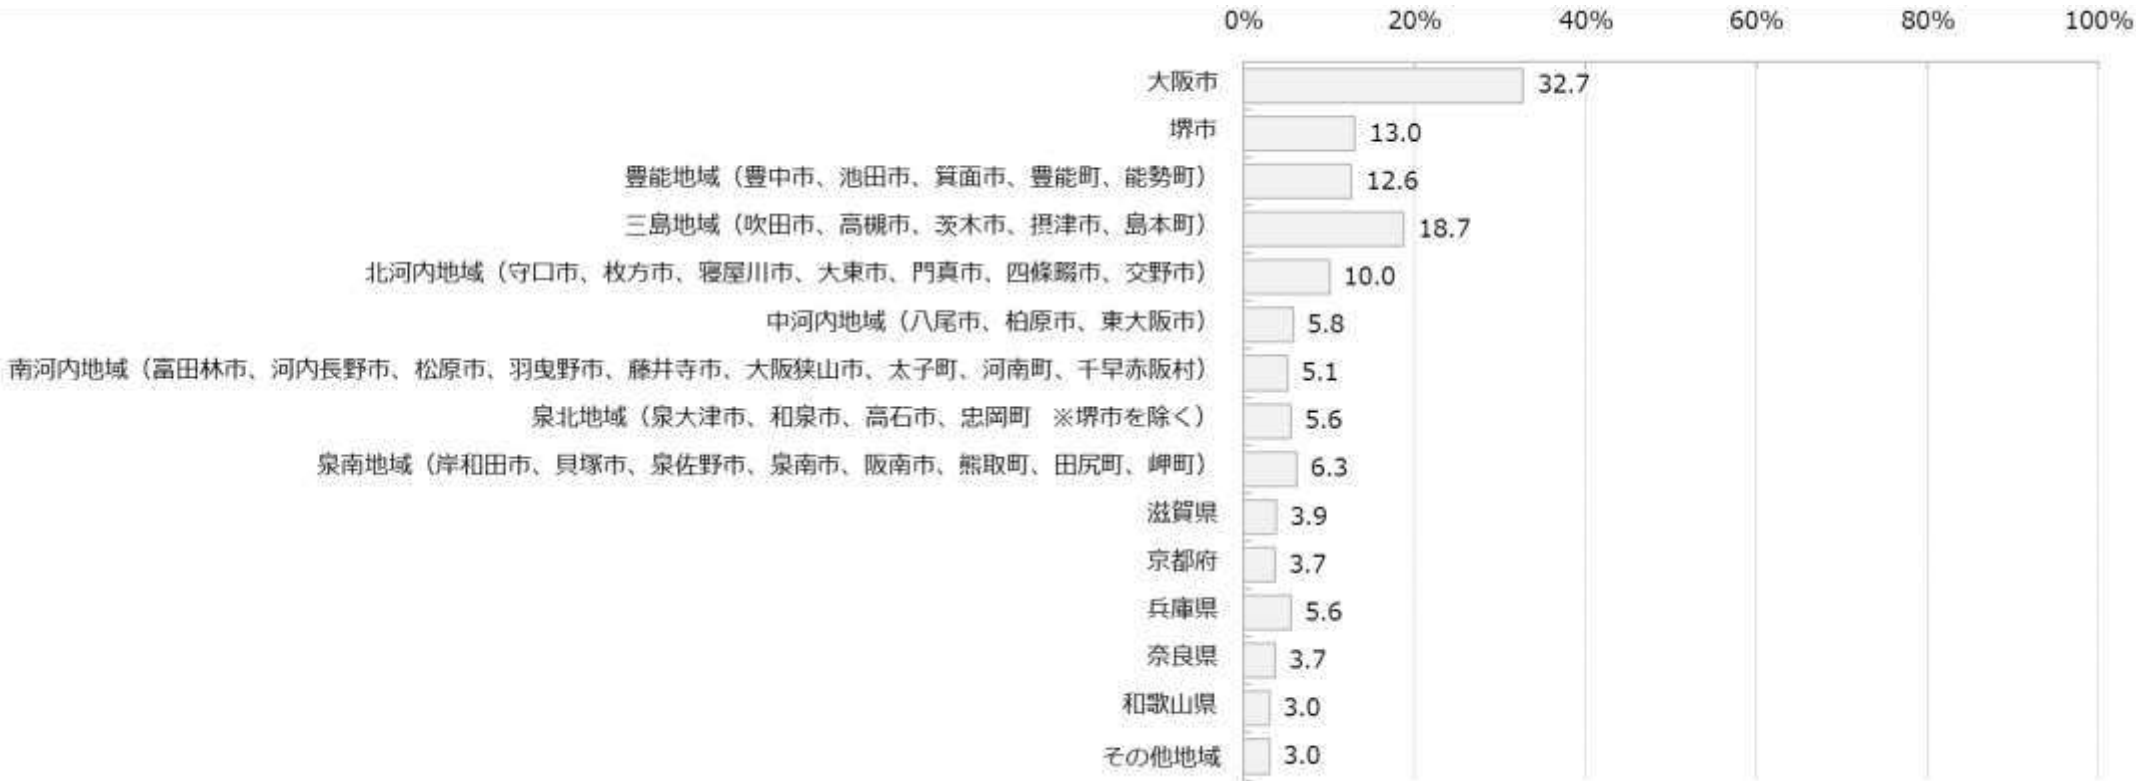 0% 20% 40% 60% 80% 100%
大阪市 32.7
堺市 13.0
豊能地域（豊中市、池田市、箕面市、豊能町、能勢町） 12.6
三島地域（吹田市、高槻市、茨木市、摂津市、島本町） 18.7
北河内地域（守口市、枚方市、寝屋川市、大東市、門真市、四條畷市、交野市） 10.0
中河内地域（八尾市、柏原市、東大阪市） 5.8
南河内地域（富田林市、河内長野市、松原市、羽曳野市、藤井寺市、大阪狭山市、太子町、河南町、千早赤阪村） 5.1
泉北地域（泉大津市、和泉市、高石市、忠岡町　※堺市を除く） 5.6
泉南地域（岸和田市、貝塚市、泉佐野市、泉南市、阪南市、熊取町、田尻町、岬町） 6.3
滋賀県 3.9
京都府 3.7
兵庫県 5.6
奈良県 3.7
和歌山県 3.0
その他地域 3.0